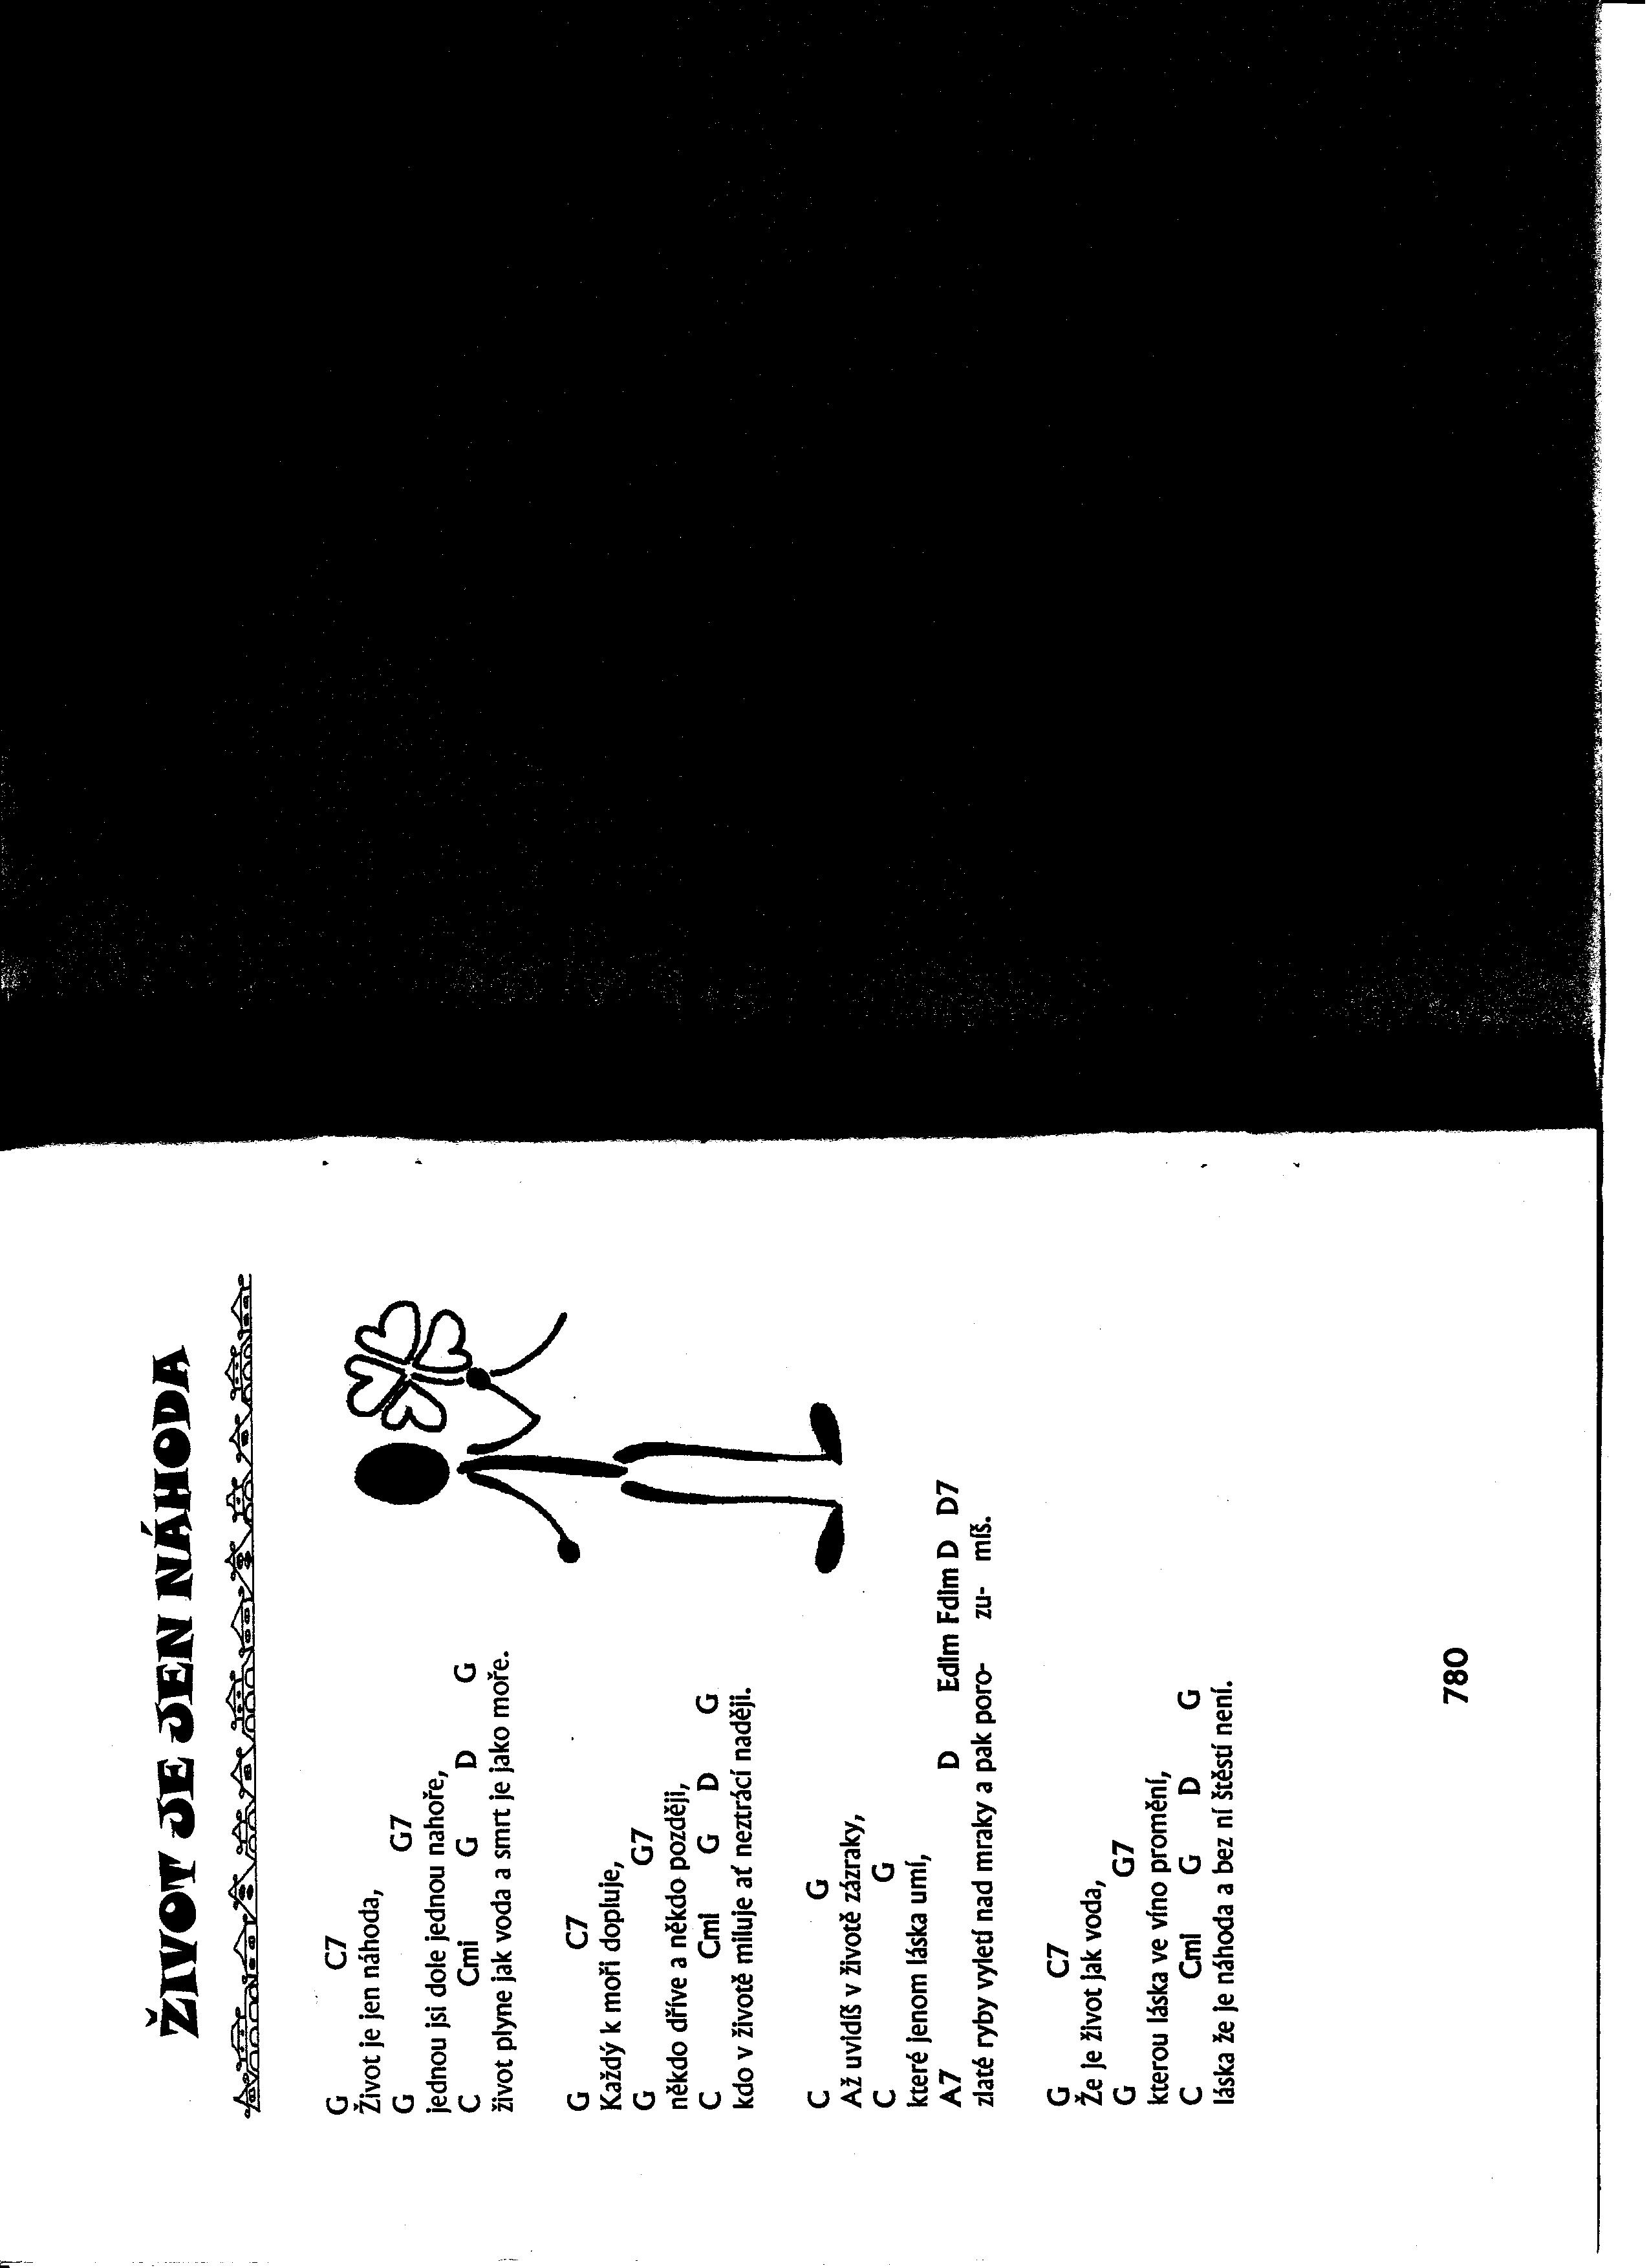 ŽIVOT JE JEN NÁHODA
G C7
Život je jen náhoda,
G G7
jednou jsi dole jednou nahoře,
C Cmi G D G
život plyne jak voda a smrt je jako moře.
G C7
Každý k moři dopluje,
G G7
někdo dříve a někdo později,
C Cmi G D G
kdo v životě miluje ať neztrácí naději.
C G
Až uvidíš v životě zázraky,
C G
které jenom láska umí,
A7 D Edim Fdim D D7
zlaté ryby vyletí nad mraky a pak poro- zu- míš.
G C7
Že je život jak voda,
G G7
kterou láska ve víno promění,
C Cmi G D G
láska že je náhoda a bez ní štěstí není.
780